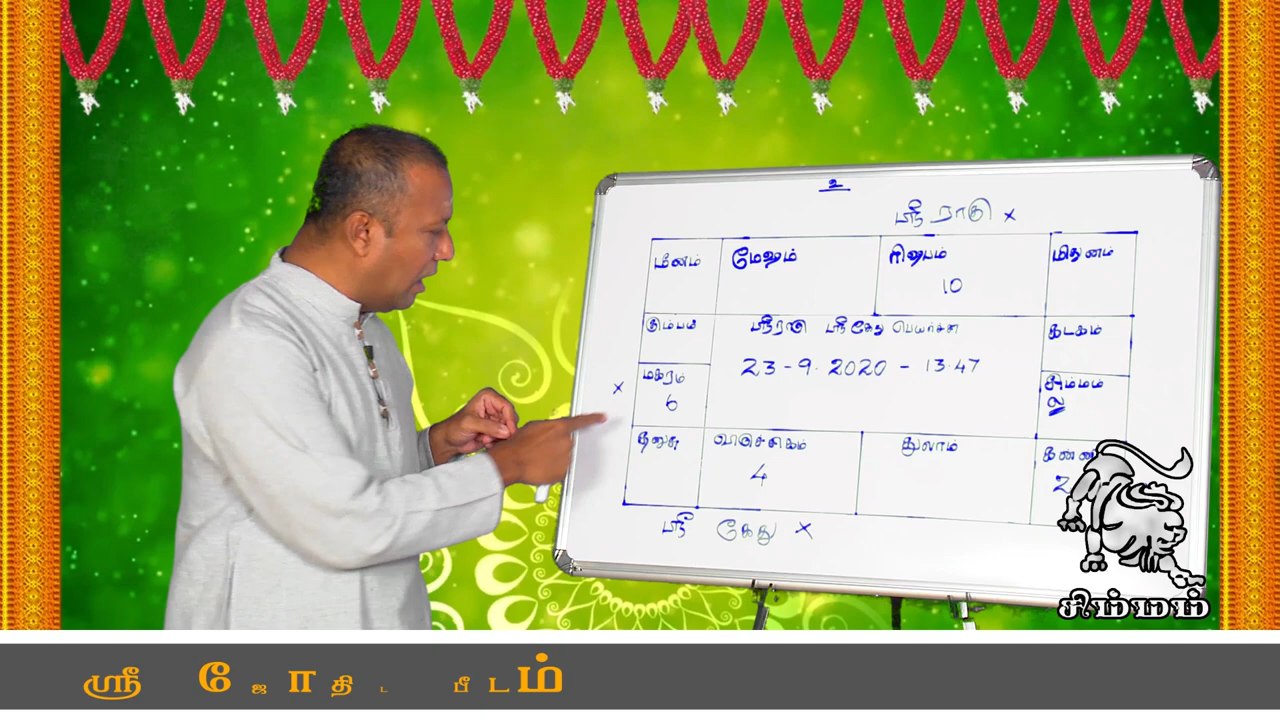 உ
ஸ்ரீ ராகு x
மீனம் மேஷம் ரிஷபம் மிதுனம்
10
கும்பம் ஸ்ரீ ராகு ஸ்ரீ கேது பெயர்ச்சி கடகம்
23-9-2020 - 13.47
x மகரம் சிம்மம்
6
தனுசு விருச்சிகம் துலாம்
4 2
ஸ்ரீ கேது x
சிம்மம்
ஸ்ரீ ஜோதிட பீடம்